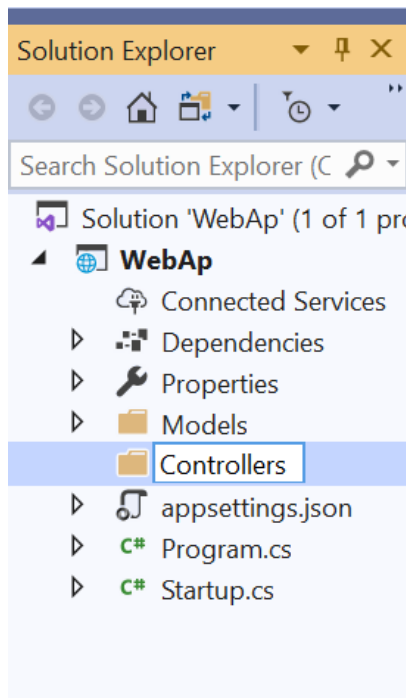 Solution Explorer
Search Solution Explorer (C
Solution 'WebAp' (1 of 1 pro
WebAp
Connected Services
Dependencies
Properties
Models
Controllers
appsettings.json
C# Program.cs
C# Startup.cs